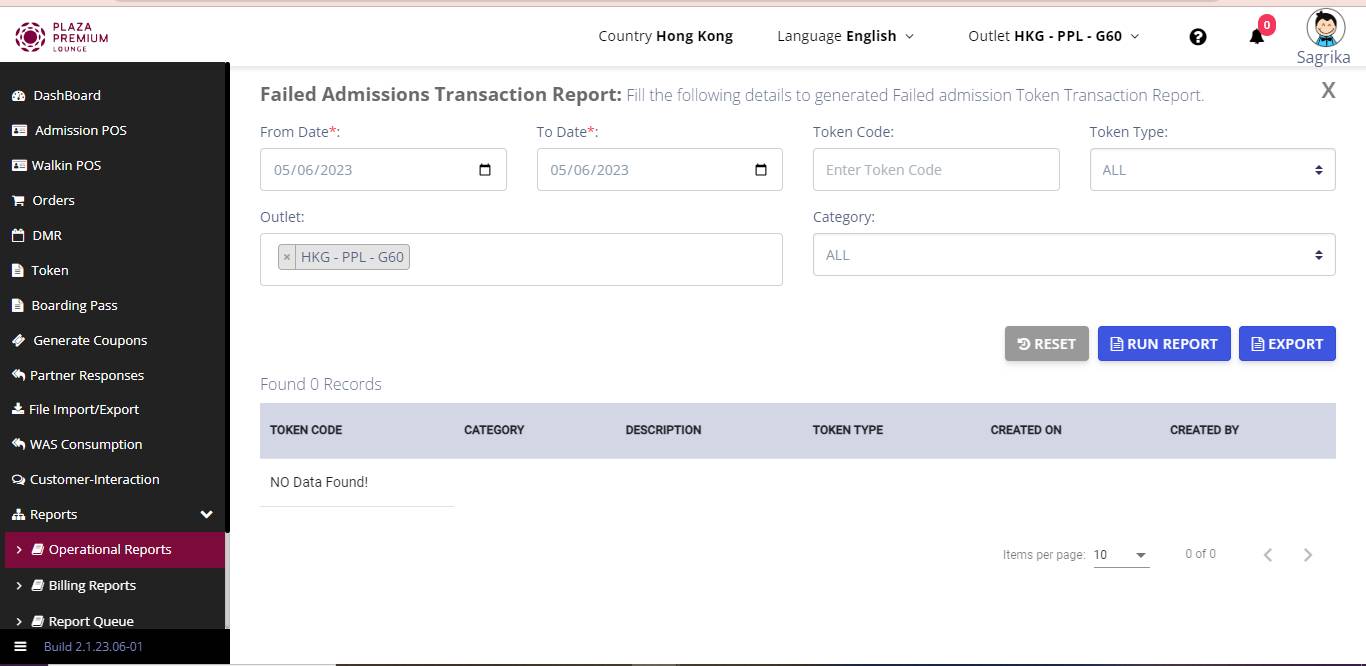 PLAZA
PREMIUM
LOUNGE
Country Hong Kong
Language English
Outlet HKG - PPL - G60
0
Sagrika
DashBoard
Admission POS
Walkin POS
Orders
DMR
Token
Boarding Pass
Generate Coupons
Partner Responses
File Import/Export
WAS Consumption
Customer-Interaction
Reports
Operational Reports
Billing Reports
Report Queue
Build 2.1.23.06-01
Failed Admissions Transaction Report: Fill the following details to generated Failed admission Token Transaction Report.
X
From Date*:
To Date*:
Token Code:
Token Type:
05/06/2023
05/06/2023
Enter Token Code
ALL
Outlet:
Category:
× HKG - PPL - G60
ALL
RESET
RUN REPORT
EXPORT
Found 0 Records
TOKEN CODE CATEGORY DESCRIPTION TOKEN TYPE CREATED ON CREATED BY
NO Data Found!
Items per page: 10
0 of 0